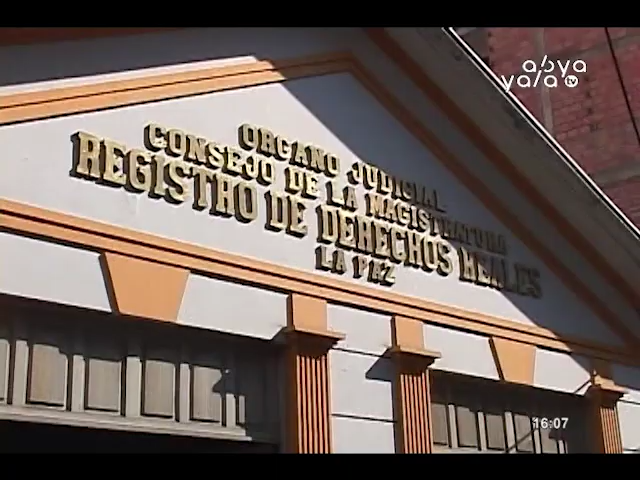 abya
yala tv
ORGANO JUDICIAL
CONSEJO DE LA MAGISTRATURA
REGISTRO DE DERECHOS REALES
LA PAZ
16:07